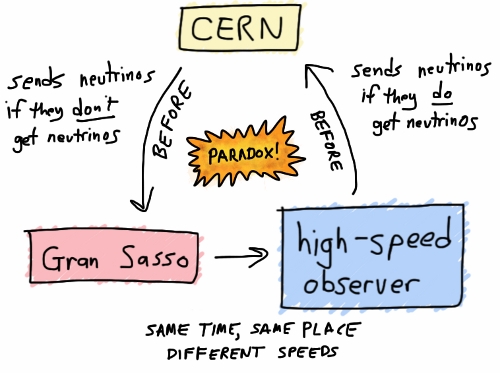 CERN
sends neutrinos
if they don't
get neutrinos
BEFORE
PARADOX!
BEFORE
sends neutrinos
if they do
get neutrinos
Gran Sasso
high-speed
observer
SAME TIME, SAME PLACE
DIFFERENT SPEEDS